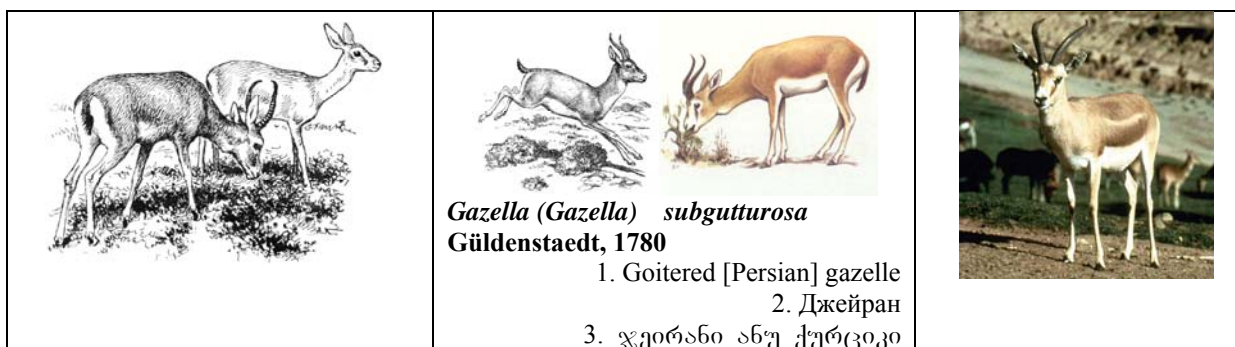 Gazella (Gazella) subgutturosa
Güldenstaedt, 1780
1. Goitered [Persian] gazelle
2. Джейран
3. ჯეირანი ანუ ქურციკი